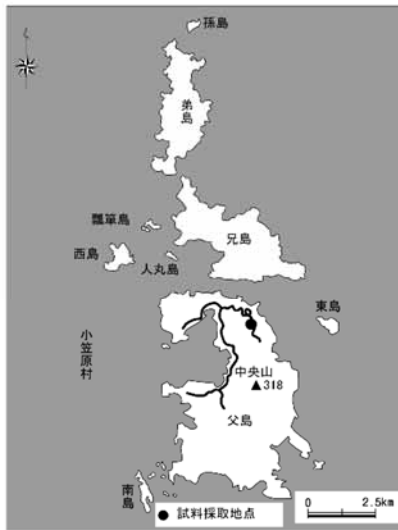 孫島
弟島
瓢箪島
兄島
西島
人丸島
東島
小笠原村
中央山
▲318
父島
南島
● 試料採取地点
0 2.5km